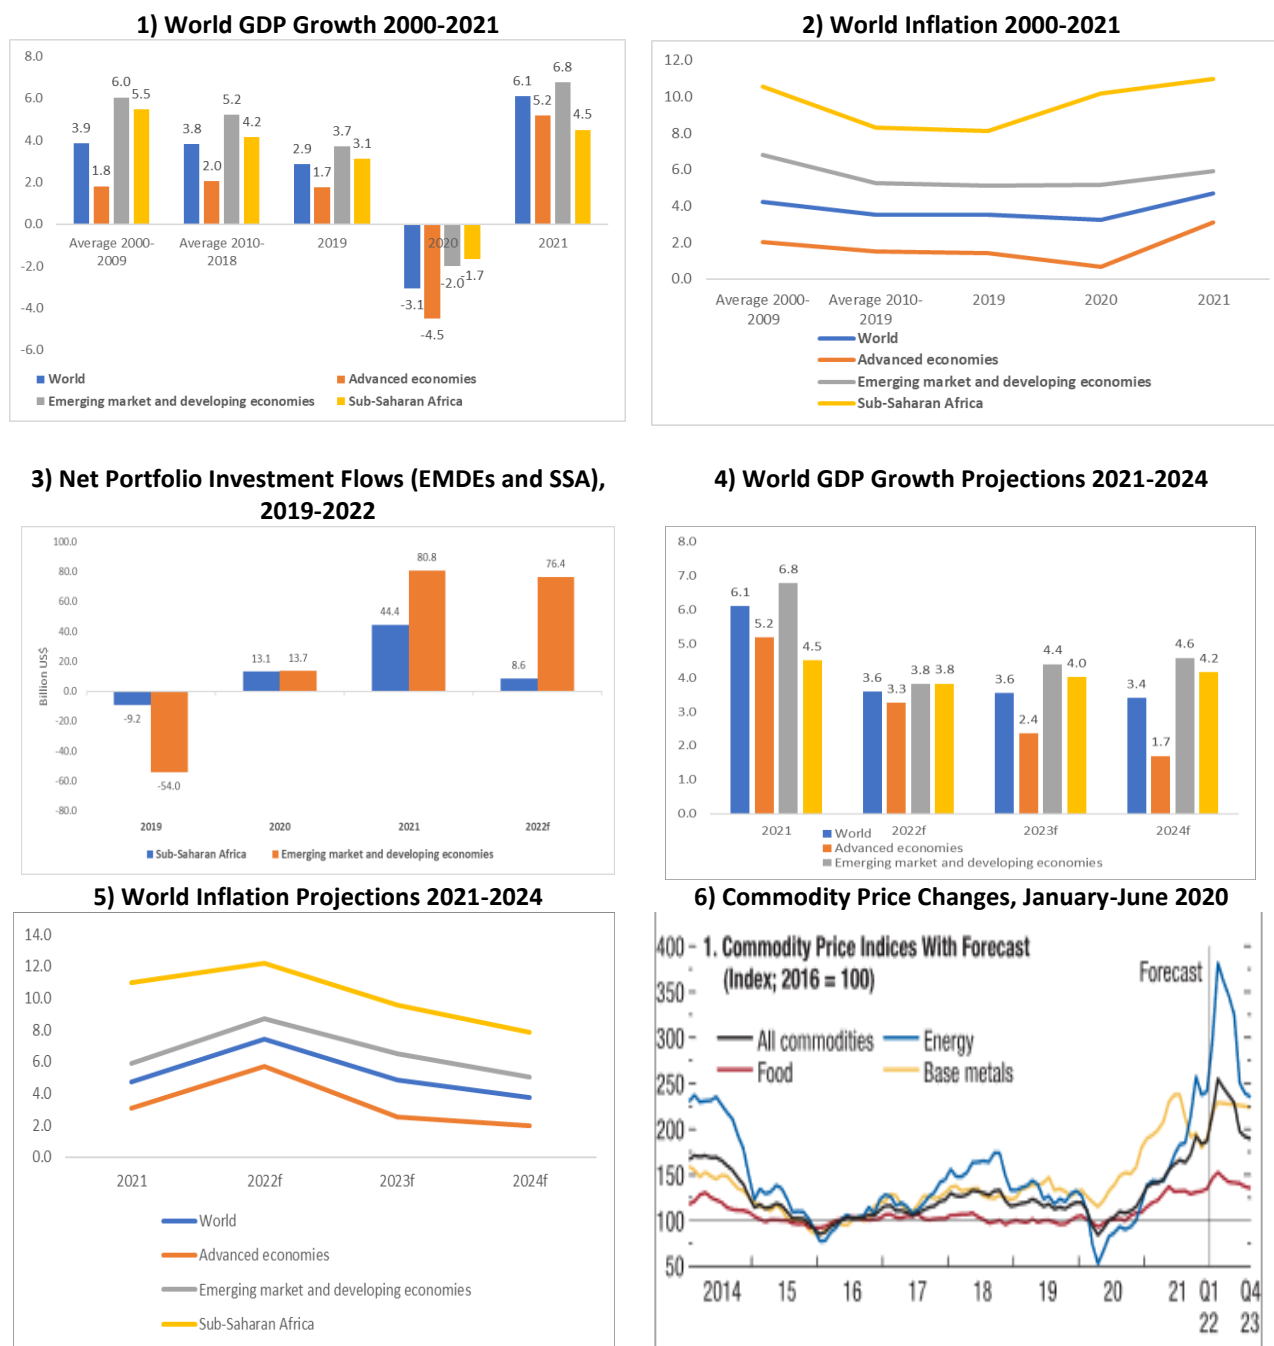 1) World GDP Growth 2000-2021
8.0
6.0
4.0
2.0
0.0
-2.0
-4.0
-6.0
3.9
1.8
6.0
5.5
3.8
2.0
5.2
4.2
2.9
1.7
3.7
3.1
-3.1
-4.5
-2.0
-1.7
6.1
5.2
6.8
4.5
Average 2000-
2009
Average 2010-
2018
2019
2020
2021
World
Advanced economies
Emerging market and developing economies
Sub-Saharan Africa
2) World Inflation 2000-2021
12.0
10.0
8.0
6.0
4.0
2.0
0.0
Average 2000-
2009
Average 2010-
2019
2019
2020
2021
World
Advanced economies
Emerging market and developing economies
Sub-Saharan Africa
3) Net Portfolio Investment Flows (EMDEs and SSA),
2019-2022
Billion US$
100.0
80.0
60.0
40.0
20.0
0.0
-20.0
-40.0
-60.0
-80.0
-9.2
-54.0
13.1
13.7
44.4
80.8
8.6
76.4
2019
2020
2021
2022f
Sub-Saharan Africa
Emerging market and developing economies
4) World GDP Growth Projections 2021-2024
8.0
7.0
6.0
5.0
4.0
3.0
2.0
1.0
0.0
6.1
5.2
6.8
4.5
3.6
3.3
3.8
3.8
3.6
2.4
4.4
4.0
3.4
1.7
4.6
4.2
2021
2022f
2023f
2024f
World
Advanced economies
Emerging market and developing economies
5) World Inflation Projections 2021-2024
14.0
12.0
10.0
8.0
6.0
4.0
2.0
0.0
2021
2022f
2023f
2024f
World
Advanced economies
Emerging market and developing economies
Sub-Saharan Africa
6) Commodity Price Changes, January-June 2020
1. Commodity Price Indices With Forecast
(Index; 2016 = 100)
Forecast
All commodities
Energy
Food
Base metals
400
350
300
250
200
150
100
50
2014
15
16
17
18
19
20
21
Q1
22
Q4
23